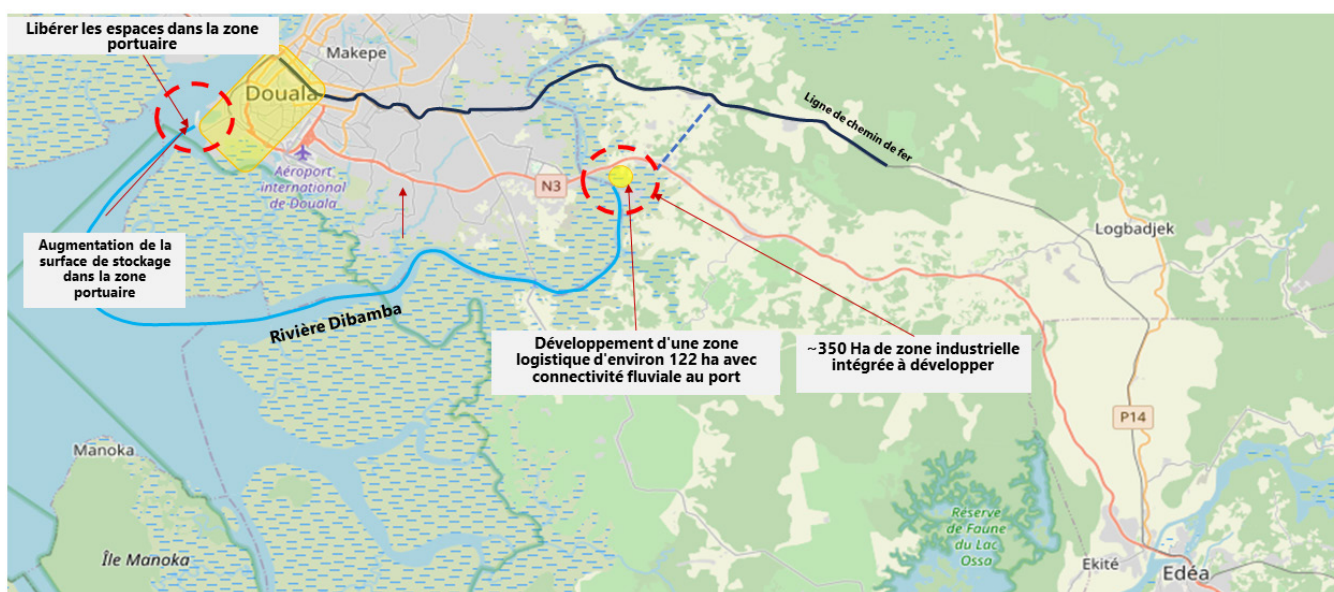 Libérer les espaces dans la zone
portuaire
Makepe
Douala
Ligne de chemin de fer
Aéroport
international
de Douala
N3
Logbadjek
Augmentation de la
surface de stockage
dans la zone
portuaire
Rivière Dibamba
Développement d'une zone
logistique d'environ 122 ha avec
connectivité fluviale au port
~350 Ha de zone industrielle
intégrée à développer
P14
Manoka
Île Manoka
Réserve
de Faune
du Lac
Ossa
Ekité
Edéa